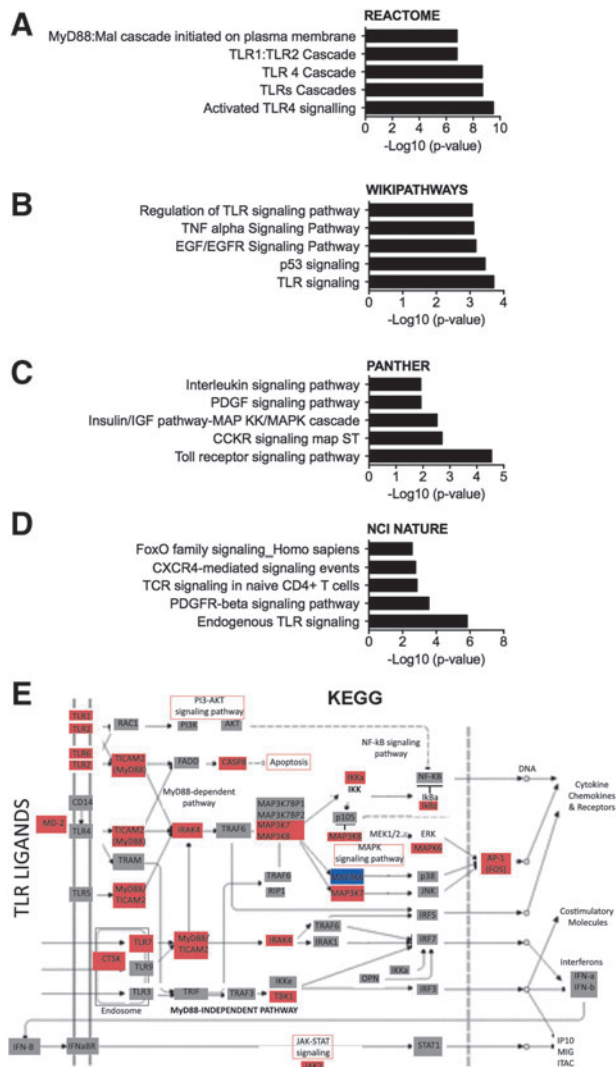 A
REACTOME
MyD88:Mal cascade initiated on plasma membrane
TLR1:TLR2 Cascade
TLR 4 Cascade
TLRs Cascades
Activated TLR4 signalling
0 2 4 6 8 10
-Log10 (p-value)
B
WIKIPATHWAYS
Regulation of TLR signaling pathway
TNF alpha Signaling Pathway
EGF/EGFR Signaling Pathway
p53 signaling
TLR signaling
0 1 2 3 4
-Log10 (p-value)
C
PANTHER
Interleukin signaling pathway
PDGF signaling pathway
Insulin/IGF pathway-MAP KK/MAPK cascade
CCKR signaling map ST
Toll receptor signaling pathway
0 1 2 3 4 5
-Log10 (p-value)
D
NCI NATURE
FoxO family signaling_Homo sapiens
CXCR4-mediated signaling events
TCR signaling in naive CD4+ T cells
PDGFR-beta signaling pathway
Endogenous TLR signaling
0 2 4 6 8
-Log10 (p-value)
E
KEGG
TLR LIGANDS
PI3-AKT
signaling pathway
TLR1
TLR2
RAC1
PI3K
AKT
NF-kB signaling
pathway
TLR6
TLR2
TICAM2
(MyD88)
FADD
CASP8
Apoptosis
DNA
Cytokine
Chemokines
& Receptors
IKKa
IKK
NF-KB
IkBa
MyD88-dependent
pathway
CD14
MD-2
TLR4
TICAM2
(MyD88)
IRAK4
TRAF6
MAP3K7BP1
MAP3K7BP2
MAP3K7
MAP3K8
p105
MAP3K8
MEK1/2
ERK
MAPK6
MAPK
signaling pathway
AP-1
(FOS)
TRAM
TLR5
MyD88/
TICAM2
TRAF6
RIP1
MAP3K7
p38
JNK
TRAF6
IRF5
Costimulatory
Molecules
TLR7
CTSK
TLR9
MyD88/
TICAM2
IRAK4
IRAK1
IRF7
Interferons
IFN-a
IFN-b
OPN
IKKa
TLR3
TRIF
TRAF3
IKKe
TBK1
IRF3
Endosome
MyD88-INDEPENDENT PATHWAY
IFN-B
IFNaBR
JAK-STAT
signaling
STAT1
IP10
MIG
ITAC